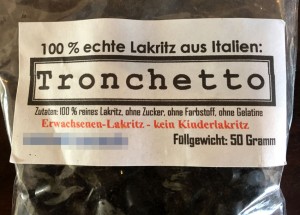 100 % echte Lakritz aus Italien:
Tronchetto
Zutaten: 100 % reines Lakritz, ohne Zucker, ohne Farbstoff, ohne Gelatine
Erwachsenen-Lakritz - kein Kinderlakritz
Füllgewicht: 50 Gramm